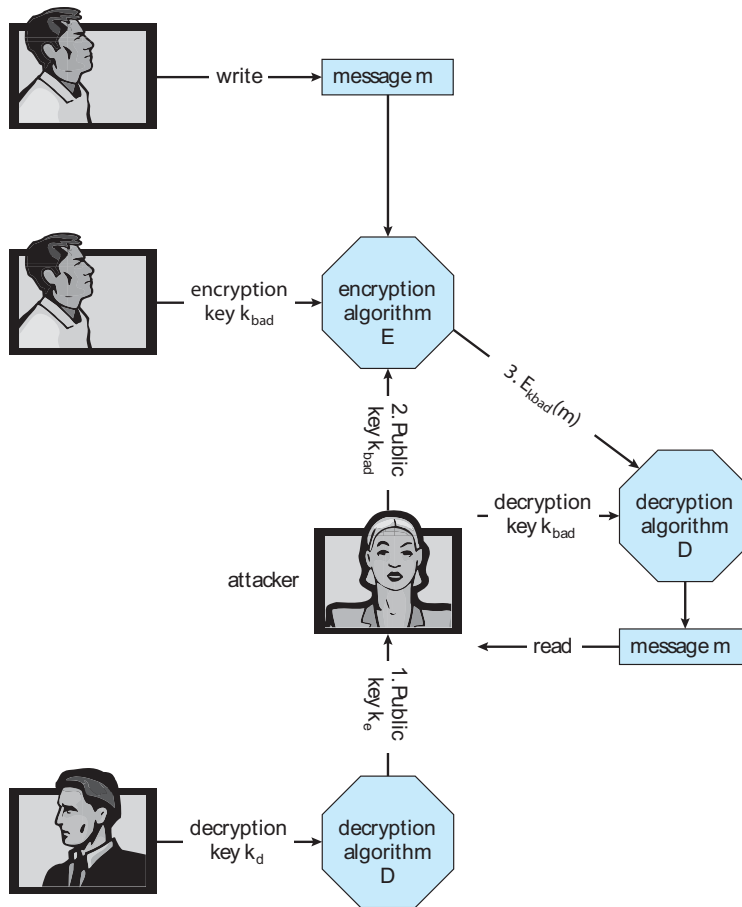 write
message m
encryption
key k_bad
encryption
algorithm
E
2. Public
key k_bad
3. E_kbad(m)
decryption
key k_bad
decryption
algorithm
D
attacker
read
message m
1. Public
key k_e
decryption
key k_d
decryption
algorithm
D